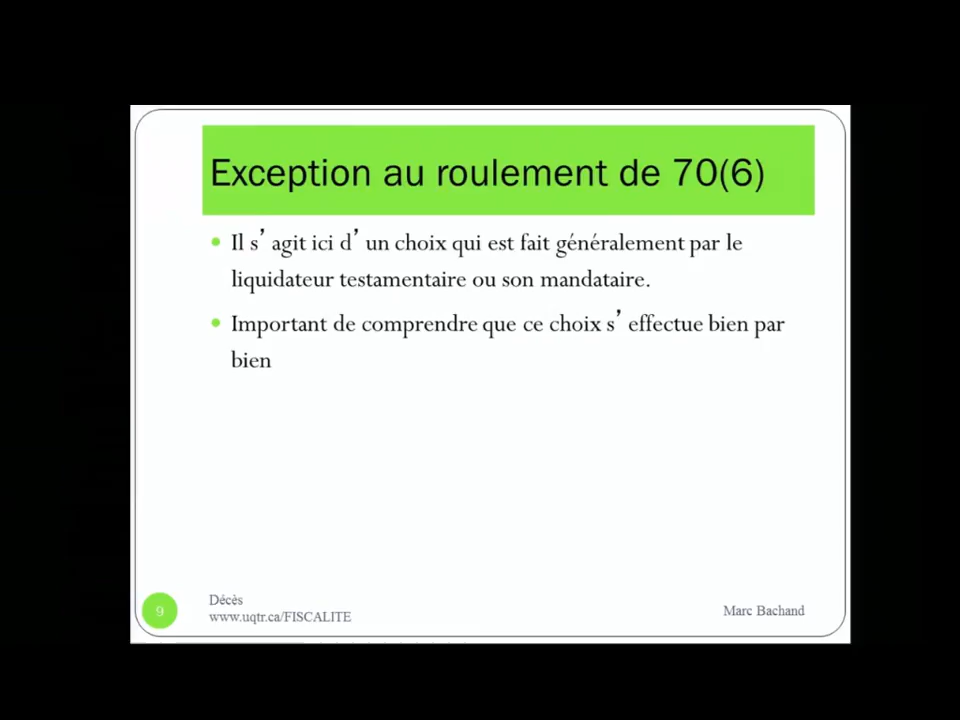 Exception au roulement de 70(6)
• Il s’ agit ici d’ un choix qui est fait généralement par le
liquidateur testamentaire ou son mandataire.
• Important de comprendre que ce choix s’ effectue bien par
bien
9
Décès
www.uqtr.ca/FISCALITE
Marc Bachand